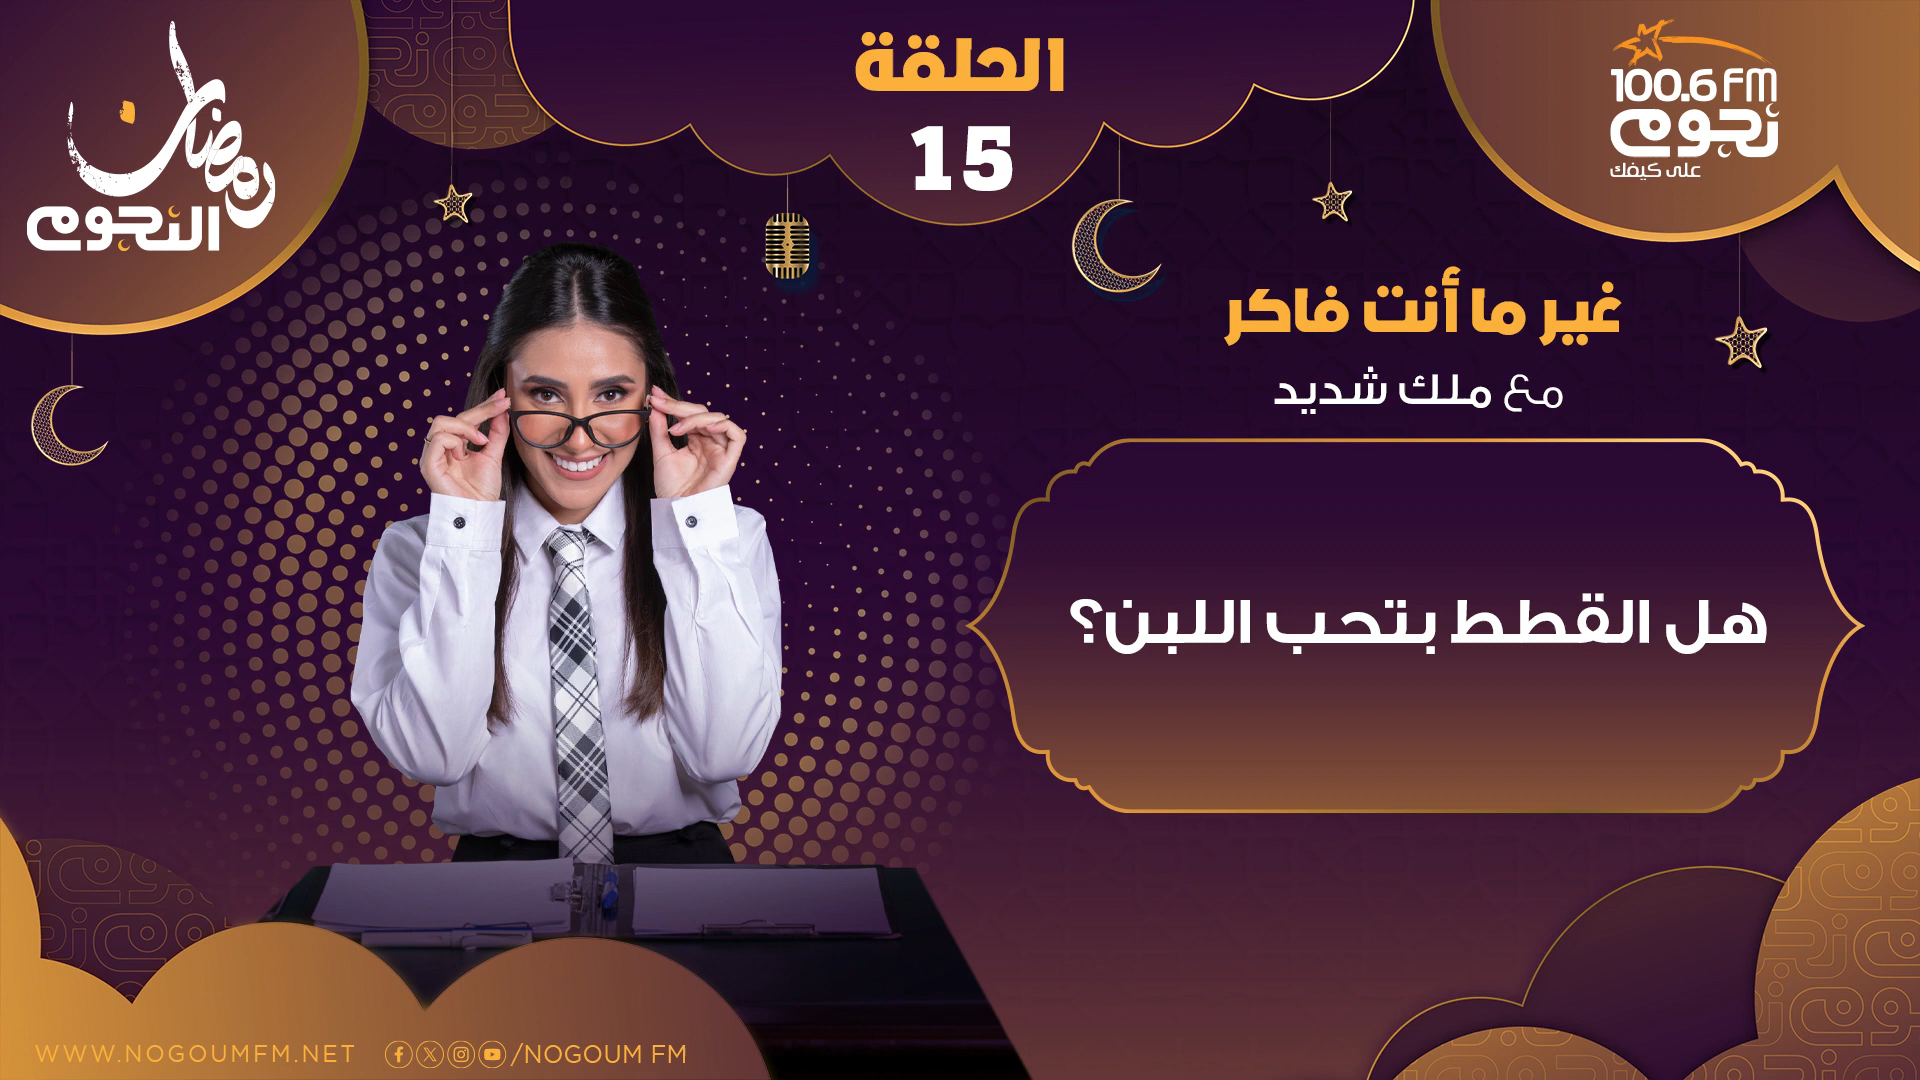 رمضان
النجوم
الحلقة
15
100.6 FM
نجوم
على كيفك
غير ما أنت فاكر
مع ملك شديد
هل القطط بتحب اللبن؟
WWW.NOGOUMFM.NET
/NOGOUM FM